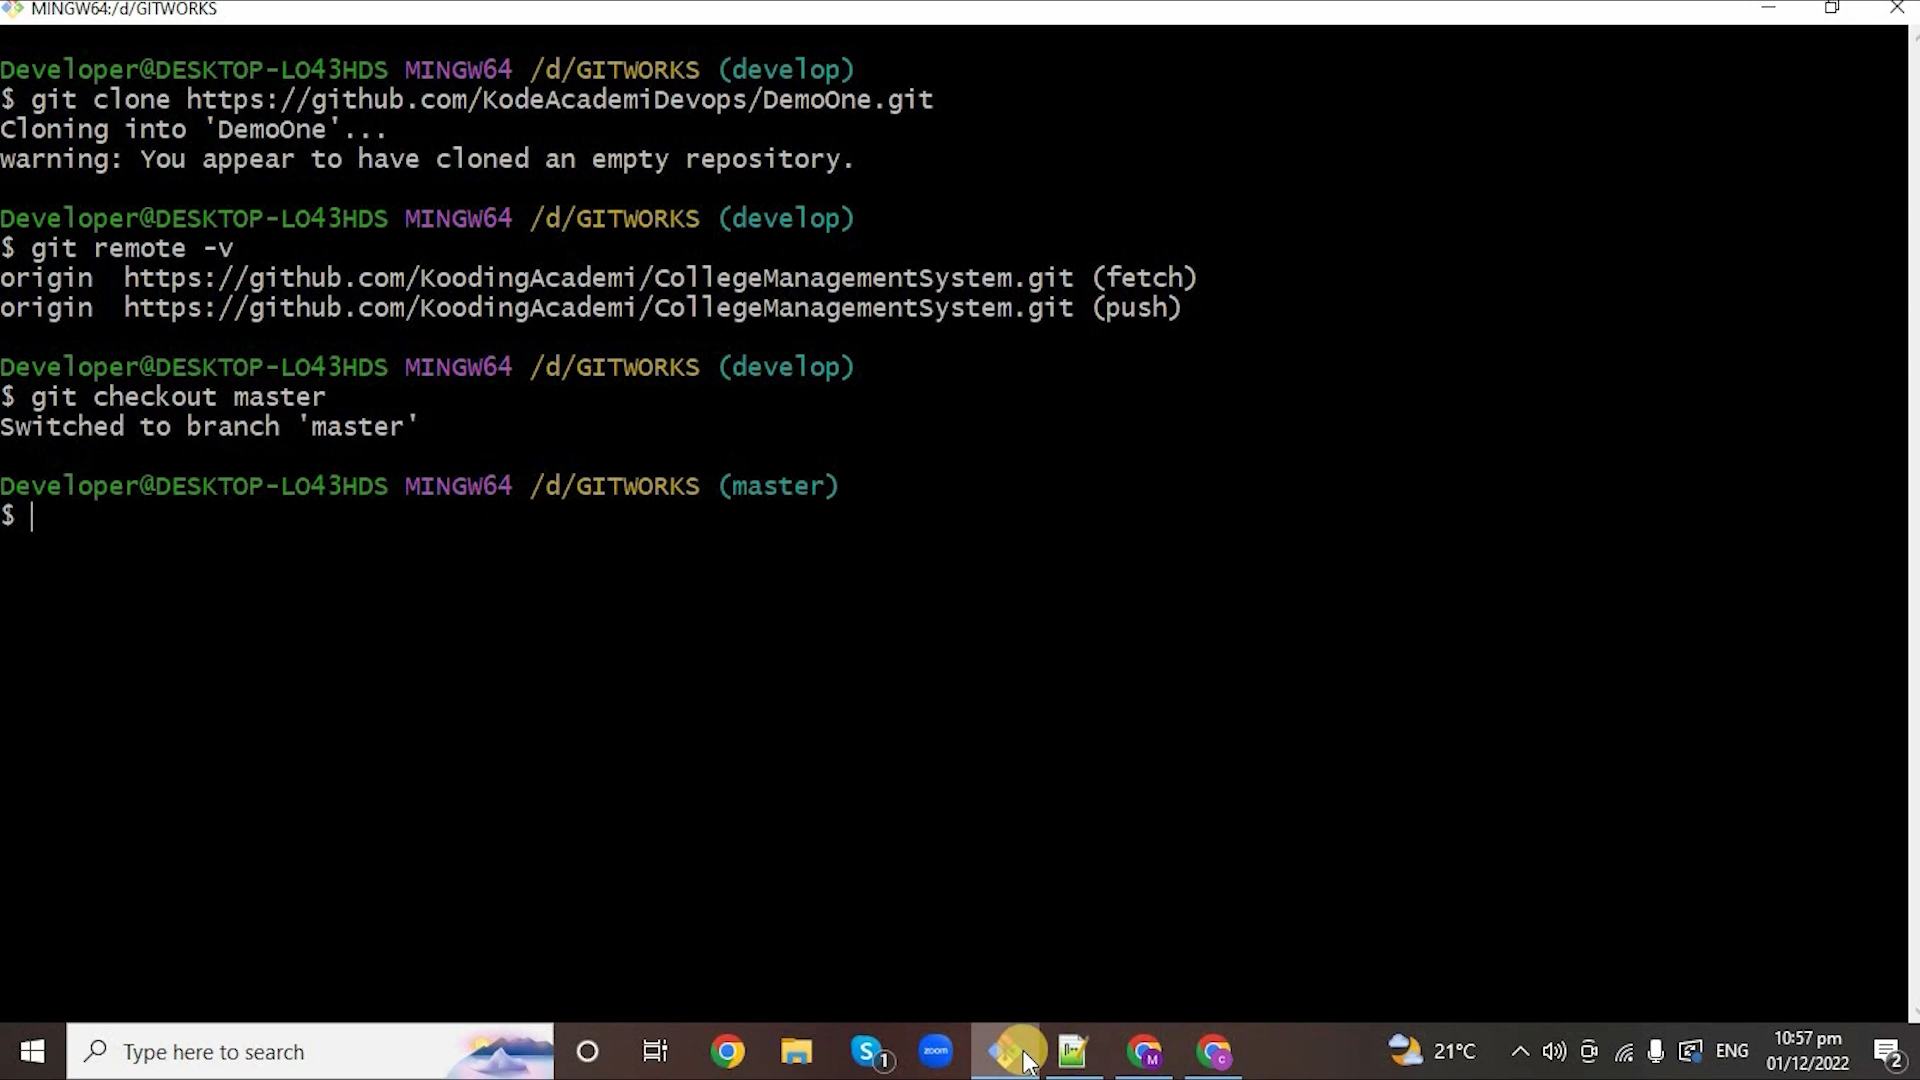 MINGW64:/d/GITWORKS
Developer@DESKTOP-LO43HDS MINGW64 /d/GITWORKS (develop)
$ git clone https://github.com/KodeAcademiDevops/DemoOne.git
Cloning into 'DemoOne'...
warning: You appear to have cloned an empty repository.
Developer@DESKTOP-LO43HDS MINGW64 /d/GITWORKS (develop)
$ git remote -v
origin  https://github.com/KoodingAcademi/CollegeManagementSystem.git (fetch)
origin  https://github.com/KoodingAcademi/CollegeManagementSystem.git (push)
Developer@DESKTOP-LO43HDS MINGW64 /d/GITWORKS (develop)
$ git checkout master
Switched to branch 'master'
Developer@DESKTOP-LO43HDS MINGW64 /d/GITWORKS (master)
$
Type here to search
S 1
zoom
M
C
21°C
ENG
10:57 pm
01/12/2022
2